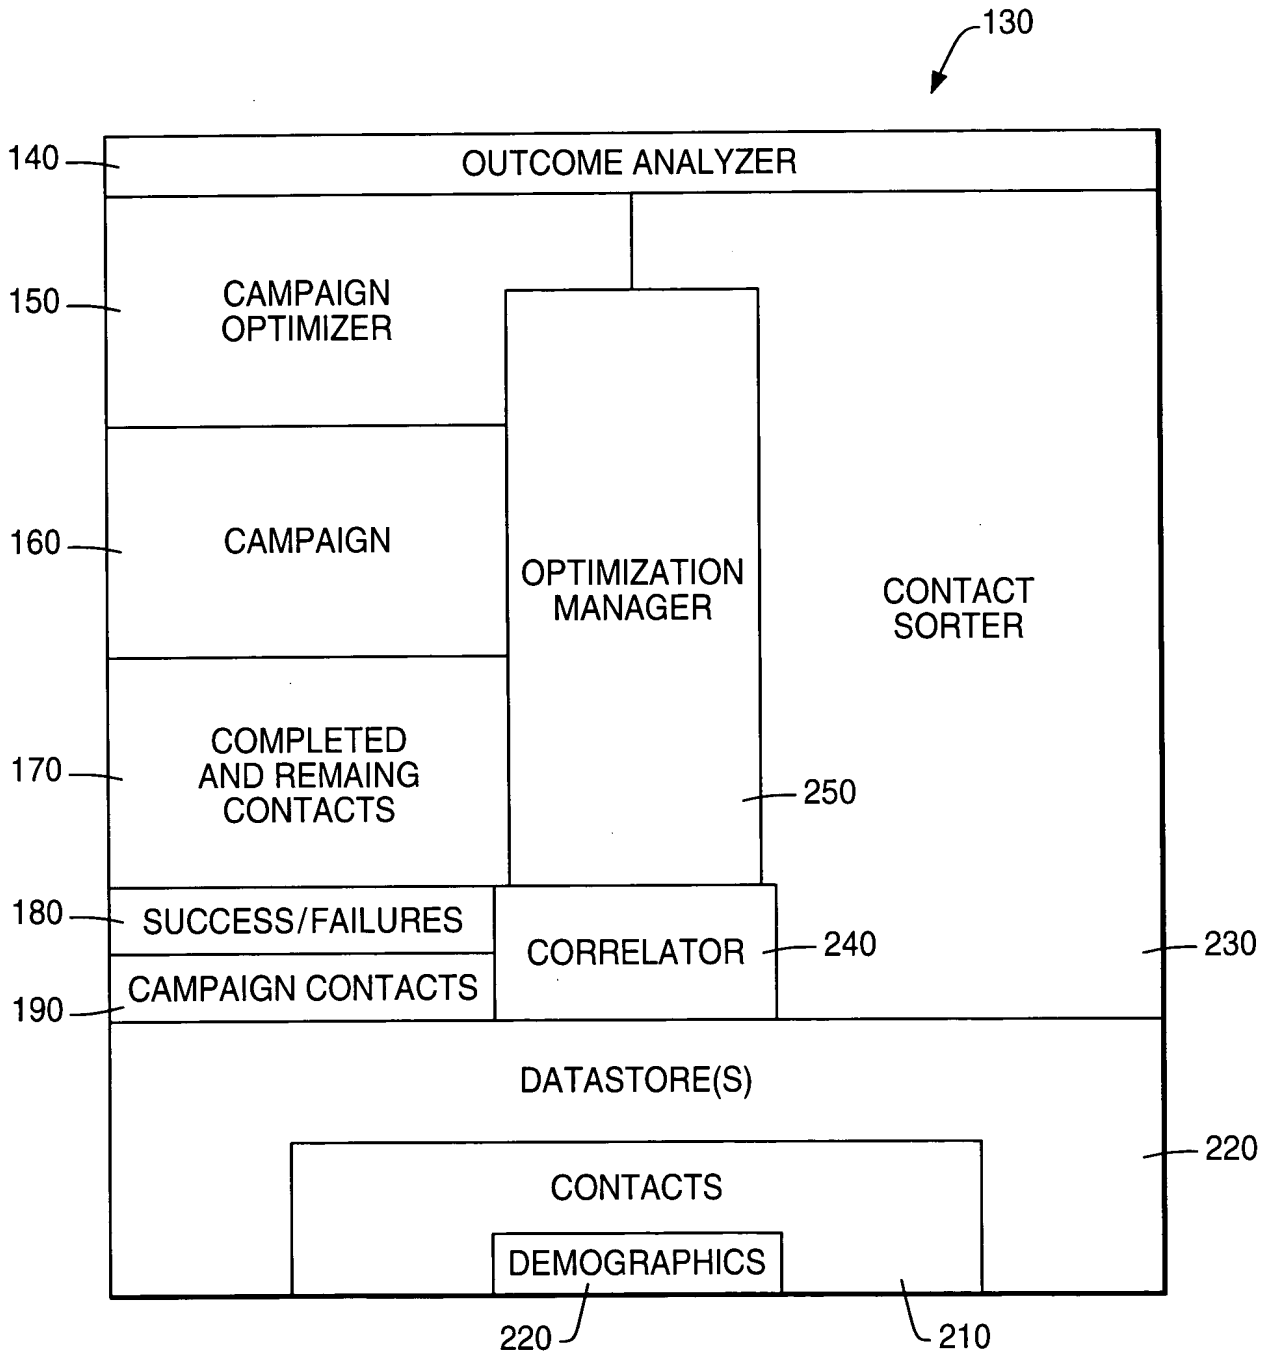 130
140
OUTCOME ANALYZER
150
CAMPAIGN
OPTIMIZER
160
CAMPAIGN
OPTIMIZATION
MANAGER
CONTACT
SORTER
170
COMPLETED
AND REMAING
CONTACTS
250
180
SUCCESS/FAILURES
CORRELATOR
240
230
190
CAMPAIGN CONTACTS
DATASTORE(S)
220
CONTACTS
DEMOGRAPHICS
220
210